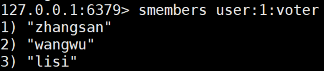 127.0.0.1:6379> smembers user:1:voter
1) "zhangsan"
2) "wangwu"
3) "lisi"